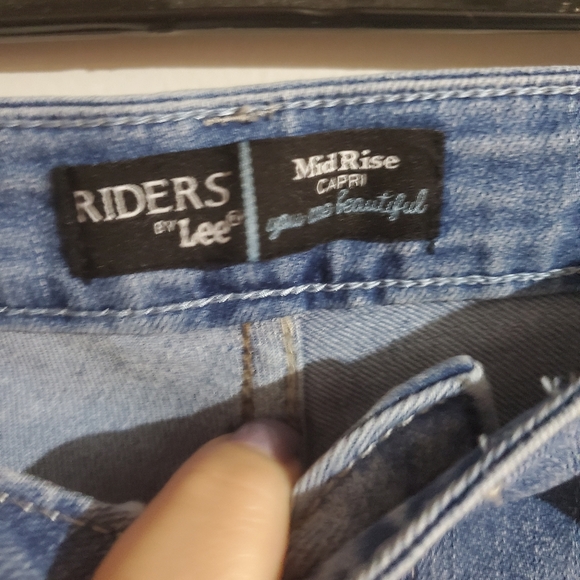 RIDERS
BY Lee®
MidRise
CAPRI
you are beautiful